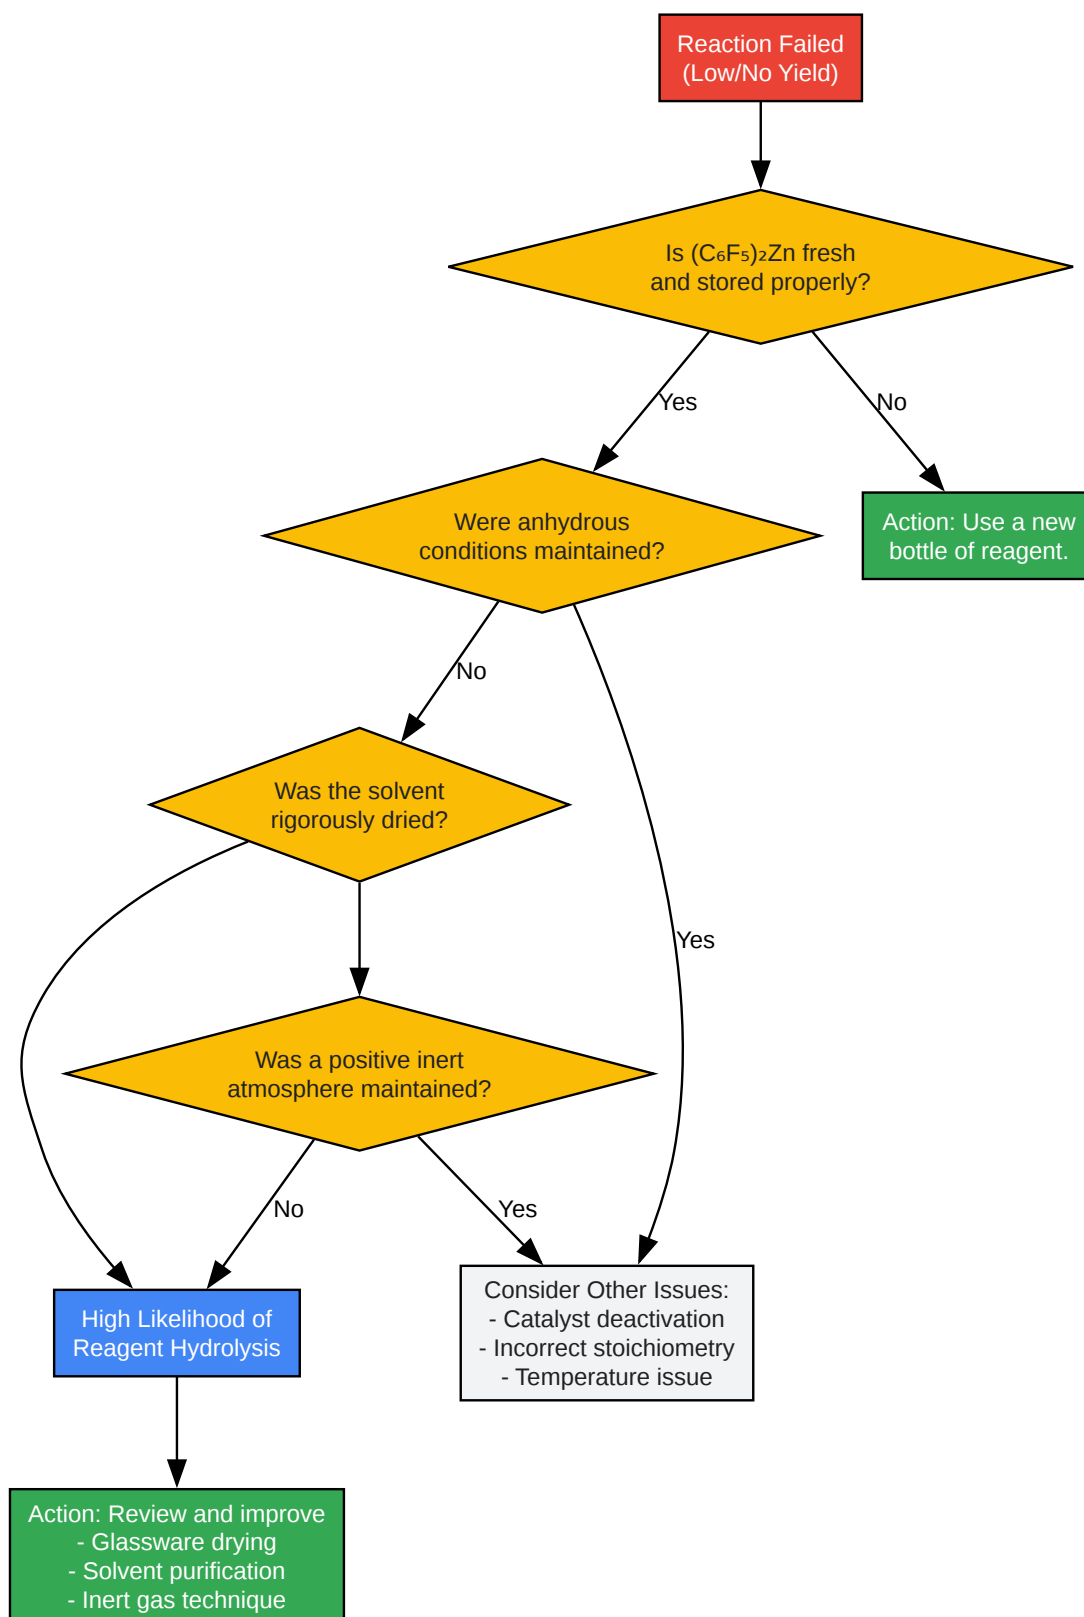 Reaction Failed
(Low/No Yield)
Is (C₆F₅)₂Zn fresh
and stored properly?
Yes
No
Were anhydrous
conditions maintained?
Action: Use a new
bottle of reagent.
No
Was the solvent
rigorously dried?
Yes
Was a positive inert
atmosphere maintained?
No
Yes
High Likelihood of
Reagent Hydrolysis
Consider Other Issues:
- Catalyst deactivation
- Incorrect stoichiometry
- Temperature issue
Action: Review and improve
- Glassware drying
- Solvent purification
- Inert gas technique